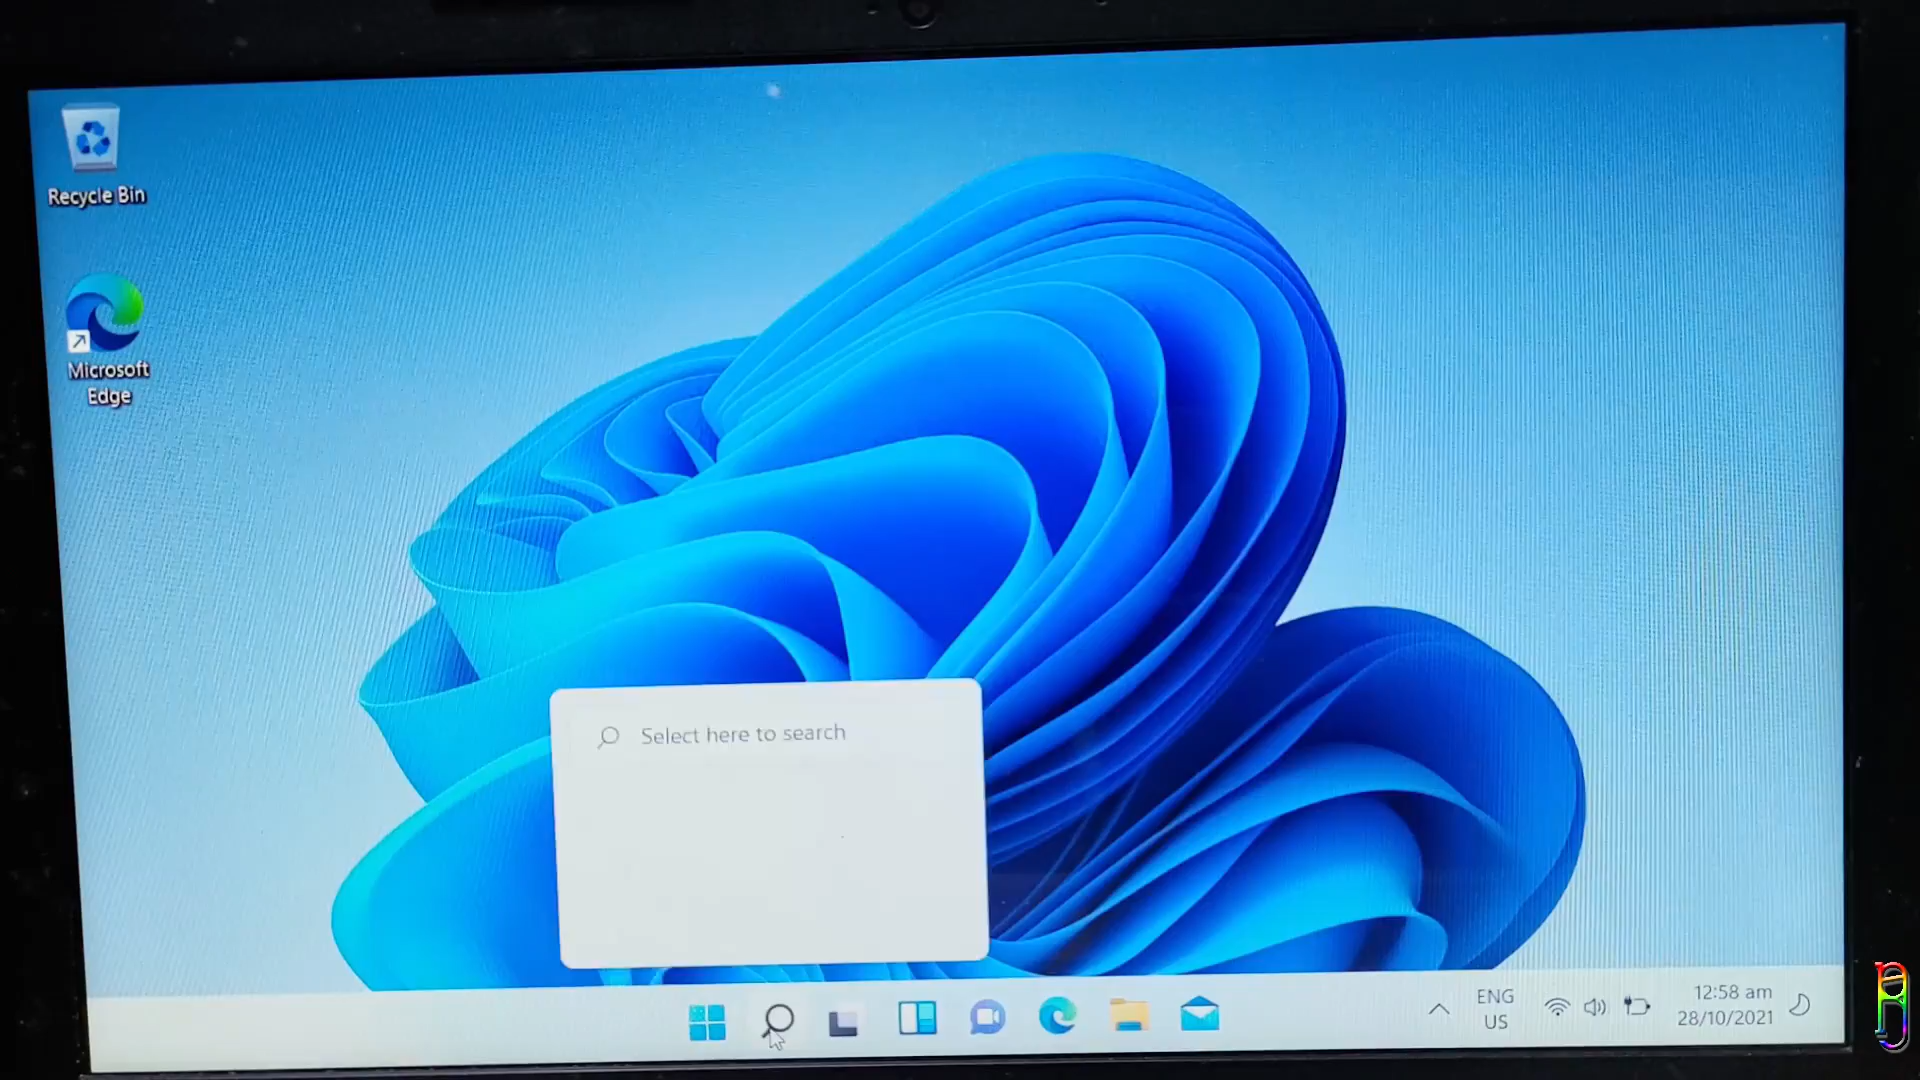 Recycle Bin
Microsoft
Edge
Select here to search
ENG
US
12:58 am
28/10/2021